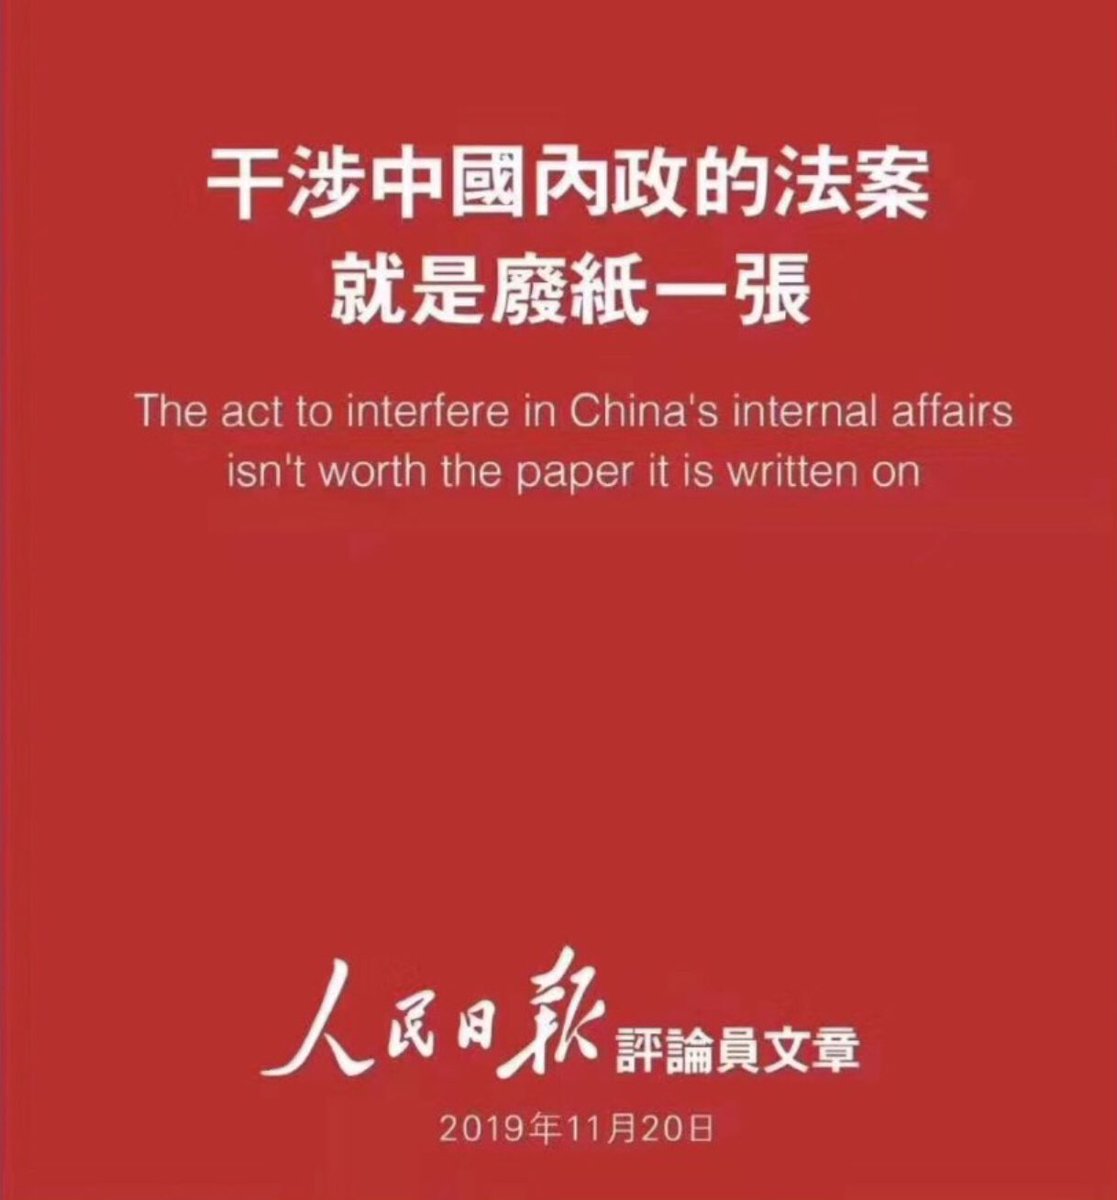 干涉中國內政的法案
就是廢紙一張
The act to interfere in China's internal affairs
isn't worth the paper it is written on
人民日报評論員文章
2019年11月20日